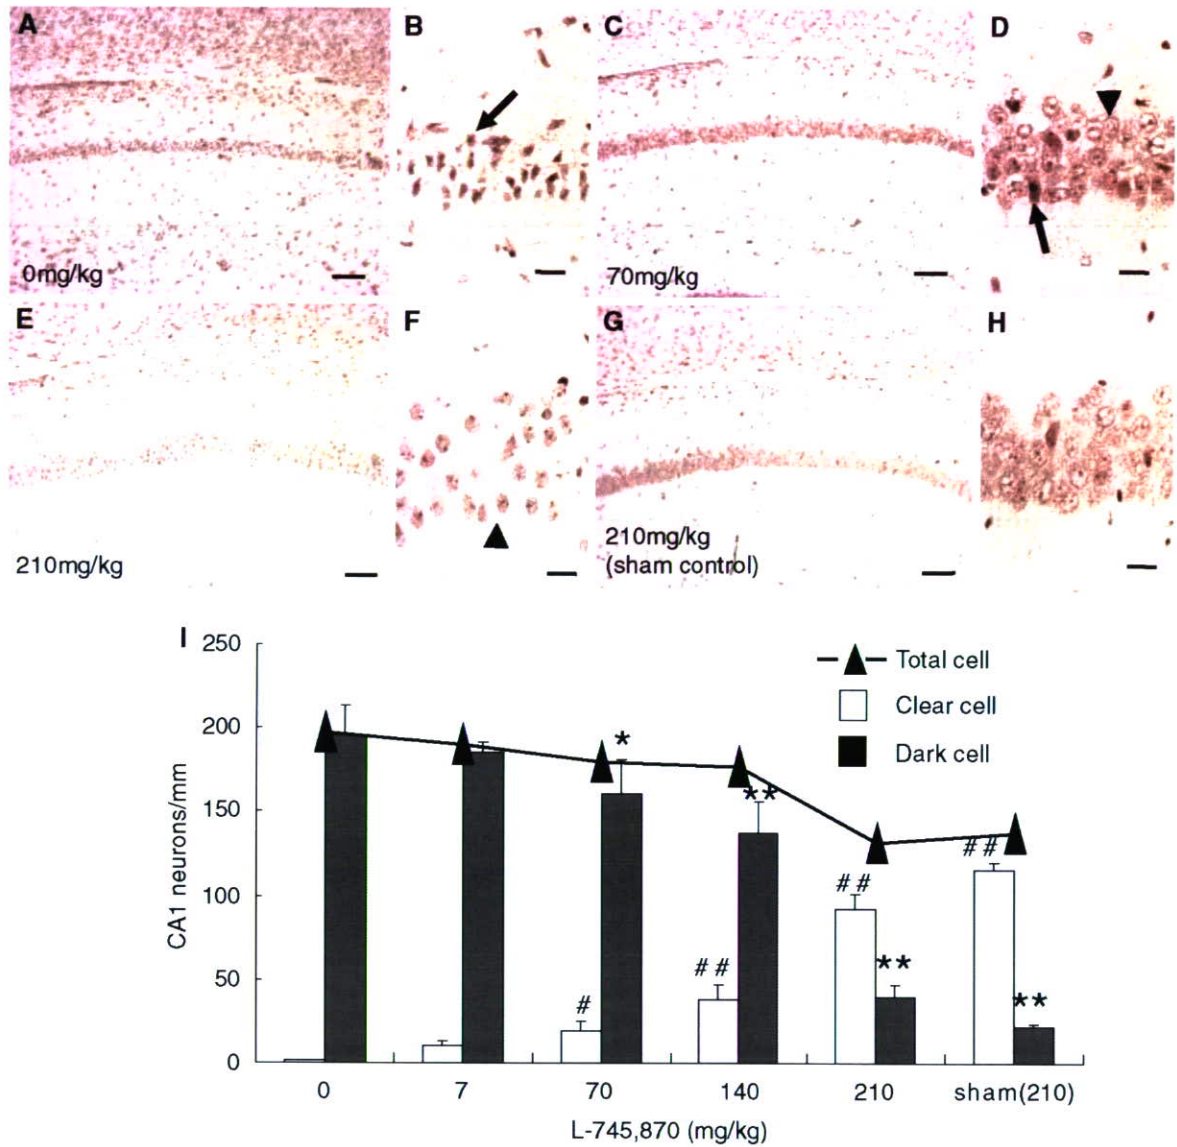 A
B
C
D
0mg/kg
70mg/kg
E
F
G
H
210mg/kg
210mg/kg
(sham control)
I
250
200
150
100
50
0
CA1 neurons/mm
Total cell
Clear cell
Dark cell
*
**
#
##
##
**
##
**
0
7
70
140
210
sham(210)
L-745,870 (mg/kg)